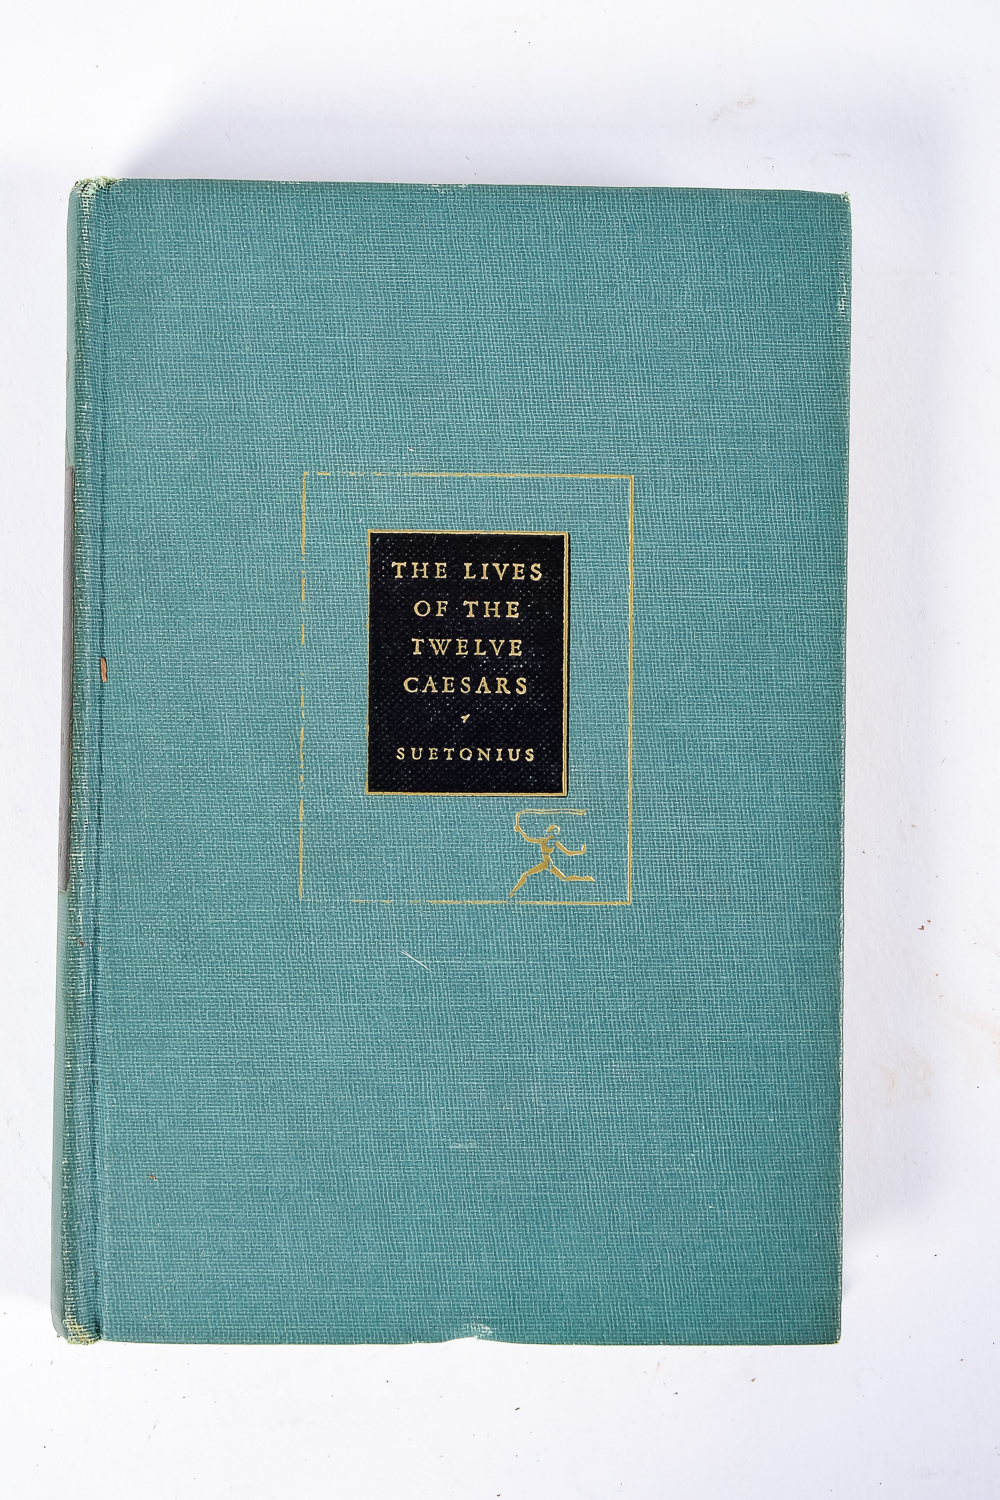 THE LIVES
OF THE
TWELVE
CAESARS
SUETONIUS